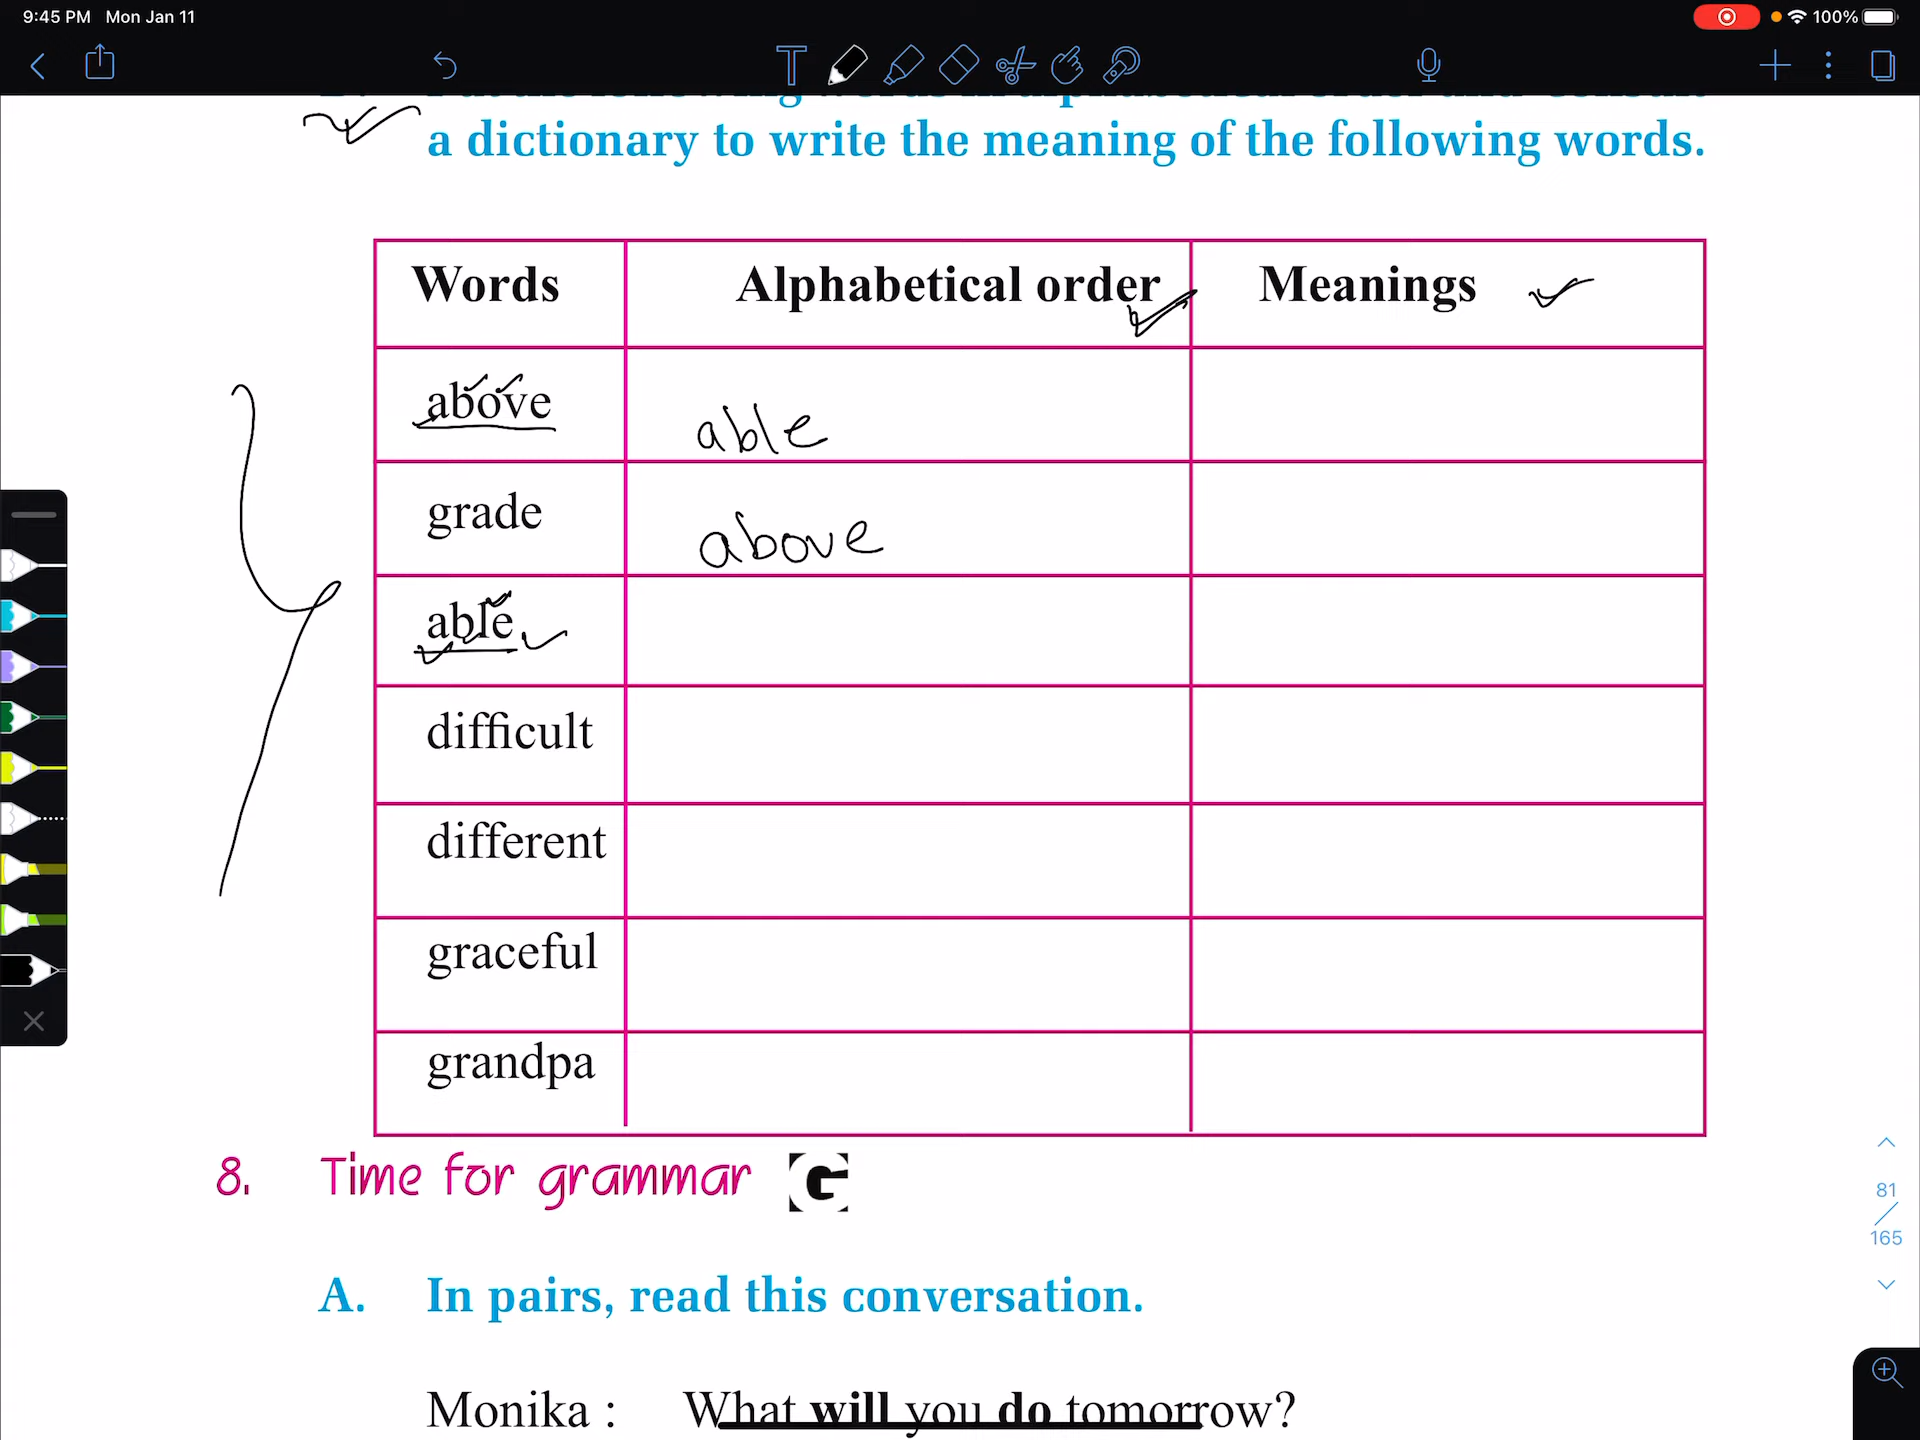 9:45 PM Mon Jan 11
100%
a dictionary to write the meaning of the following words.
Words Alphabetical order Meanings
above able
grade above
able
difficult
different
graceful
grandpa
8. Time for grammar G
A. In pairs, read this conversation.
Monika : What will you do tomorrow?
81
165